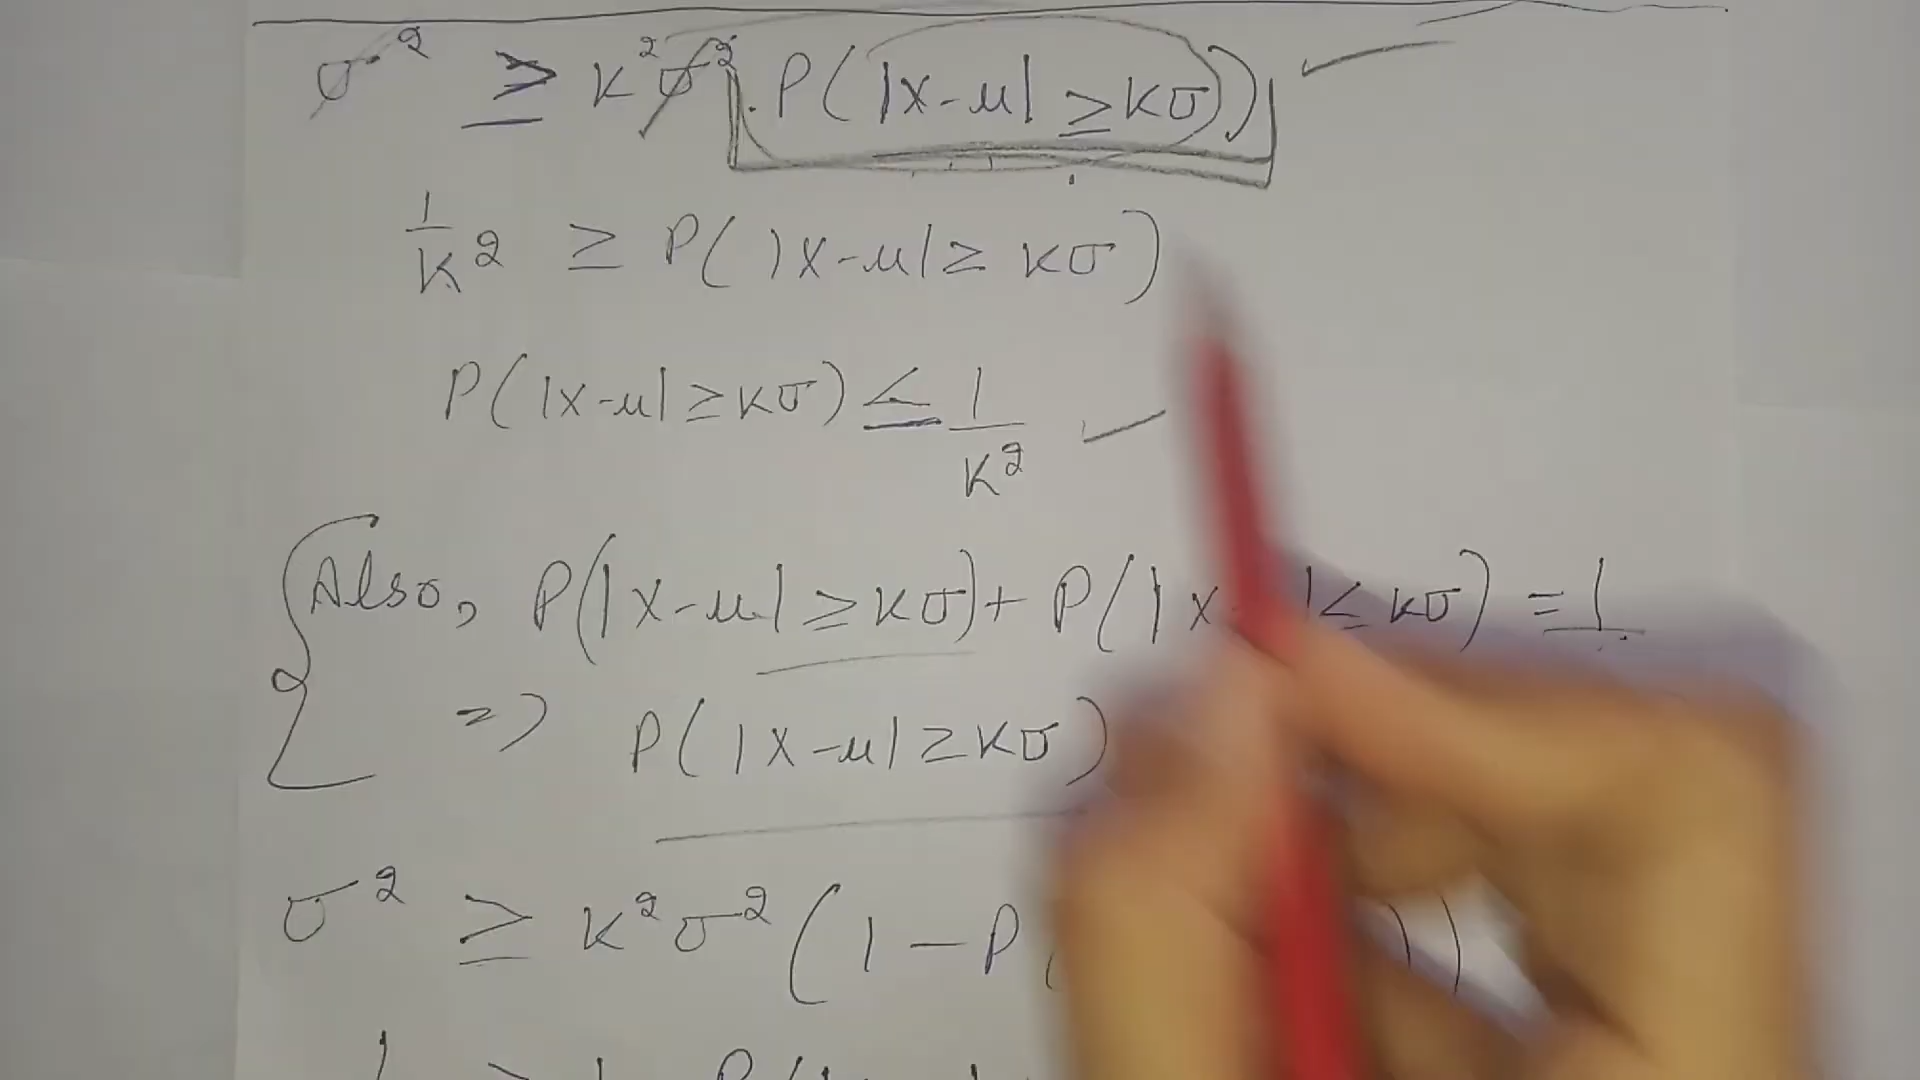 σ² ≥ K²σ² . P(|X-μ| ≥ Kσ)
1/K² ≥ P(|X-μ| ≥ Kσ)
P(|X-μ| ≥ Kσ) ≤ 1/K²
Also, P(|X-μ| ≥ Kσ) + P(|X- | ≤ Kσ) = 1
=> P(|X-μ| ≥ Kσ)
σ² ≥ K²σ² (1 - P ))